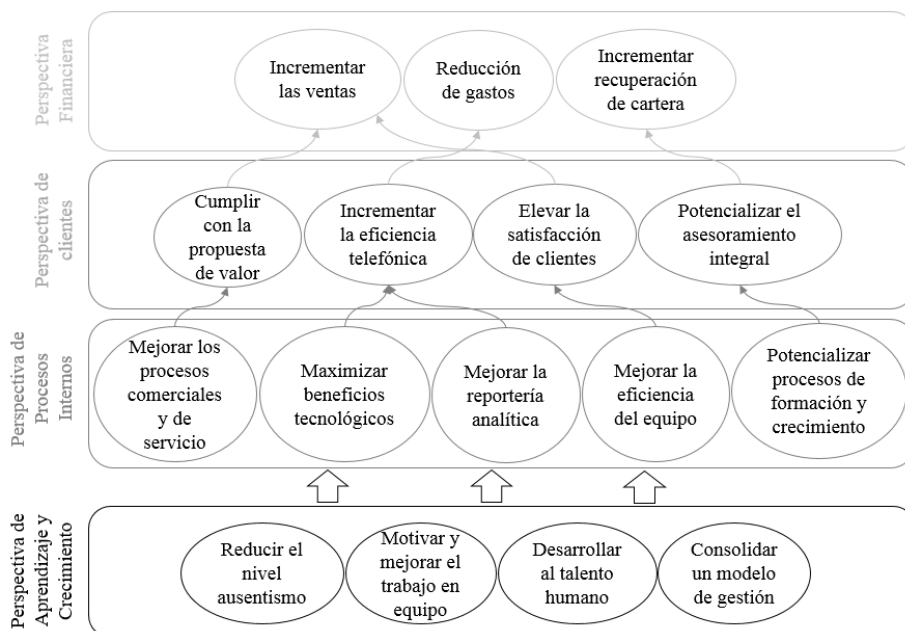 Perspectiva
Financiera
Incrementar
las ventas
Reducción
de gastos
Incrementar
recuperación
de cartera
Perspectiva de
clientes
Cumplir
con la
propuesta
de valor
Incrementar
la eficiencia
telefónica
Elevar la
satisfacción
de clientes
Potencializar el
asesoramiento
integral
Perspectiva de
Procesos
Internos
Mejorar los
procesos
comerciales
y de
servicio
Maximizar
beneficios
tecnológicos
Mejorar la
reportería
analítica
Mejorar la
eficiencia
del equipo
Potencializar
procesos de
formación y
crecimiento
Perspectiva de
Aprendizaje y
Crecimiento
Reducir el
nivel
ausentismo
Motivar y
mejorar el
trabajo en
equipo
Desarrollar
al talento
humano
Consolidar
un modelo
de gestión